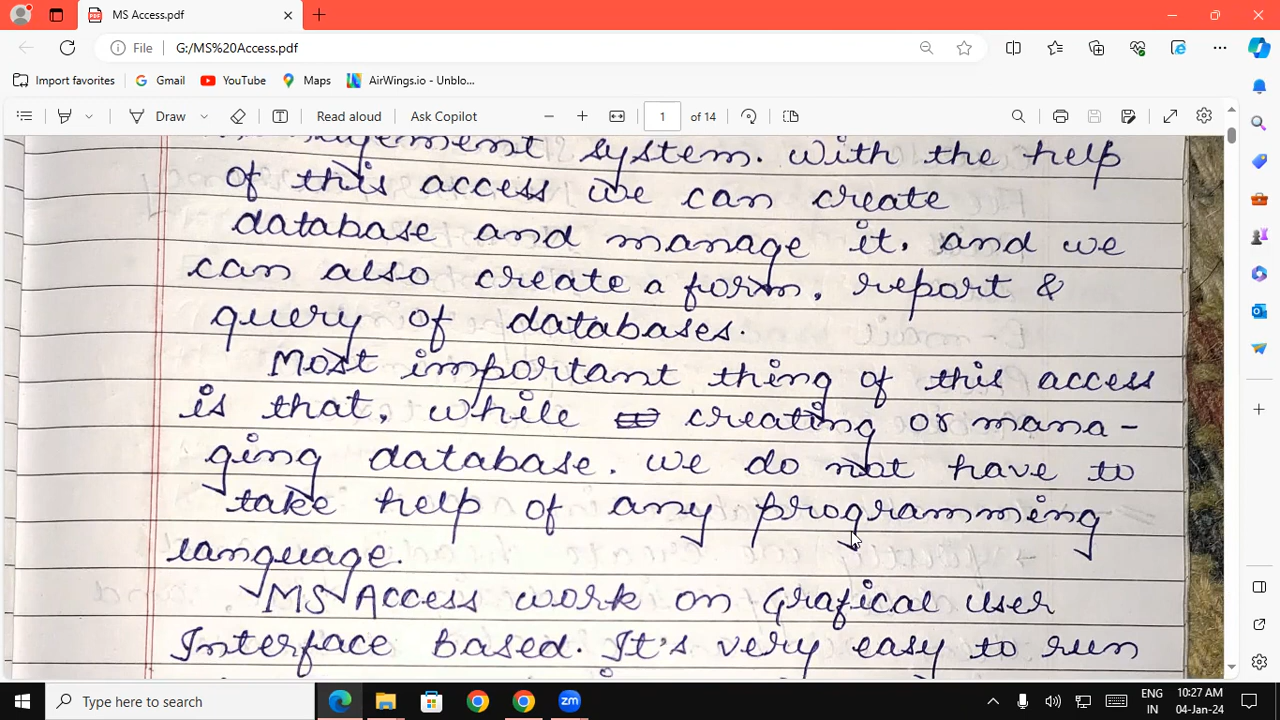 MS Access.pdf
File
G:/MS%20Access.pdf
Import favorites
Gmail
YouTube
Maps
AirWings.io - Unblo...
Draw
Read aloud
Ask Copilot
1
of 14
system. with the help
of this access we can create
database and manage it. and we
can also create a form, report &
query of databases.
Most important thing of this access
is that, while creating or mana-
ging database. we do not have to
take help of any programming
language.
MS Access work on Grafical User
Interface based. It's very easy to run
Type here to search
zm
ENG
IN
10:27 AM
04-Jan-24